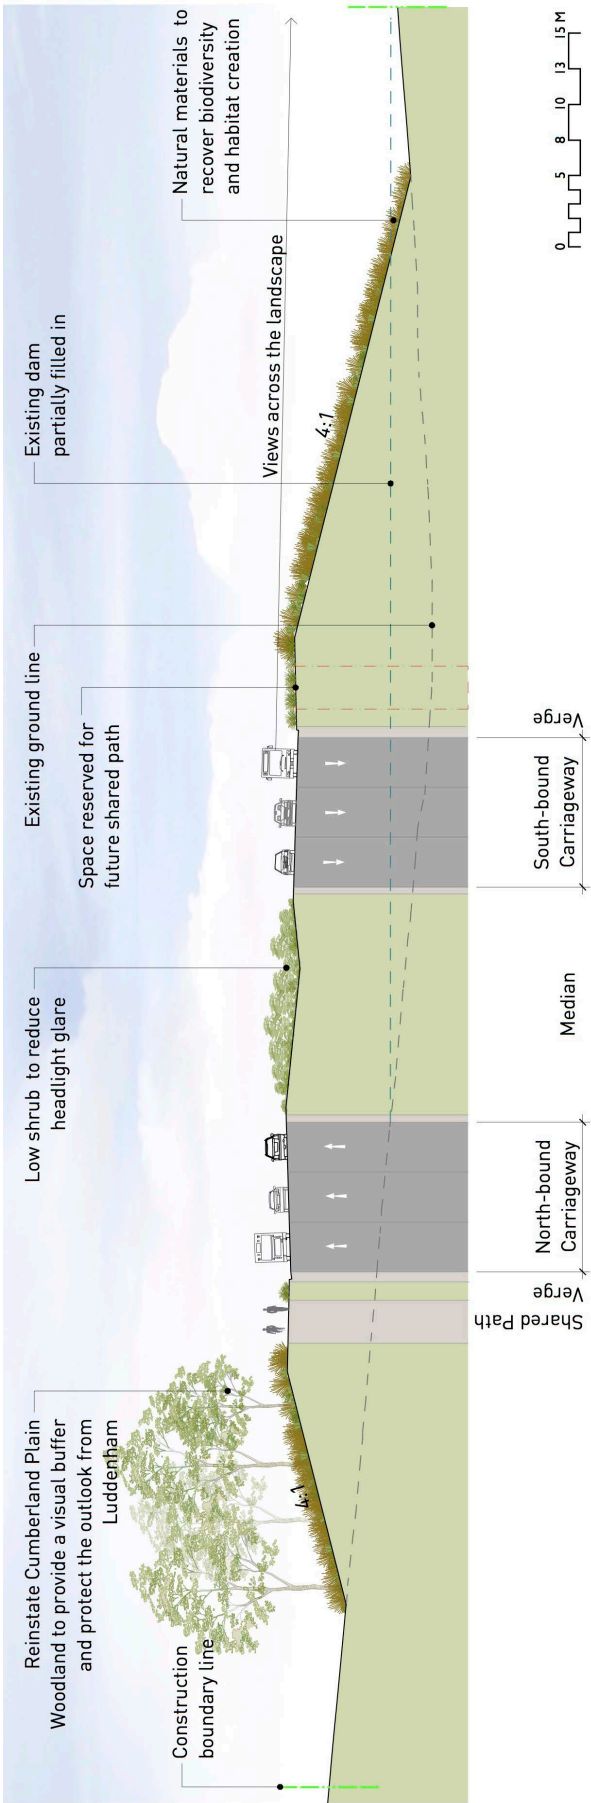 Reinstate Cumberland Plain
Woodland to provide a visual buffer
and protect the outlook from
Luddenham
Construction
boundary line
Low shrub to reduce
headlight glare
Existing ground line
Space reserved for
future shared path
Existing dam
partially filled in
Views across the landscape
Natural materials to
recover biodiversity
and habitat creation
4:1
4:1
Shared Path
Verge
North-bound
Carriageway
Median
South-bound
Carriageway
Verge
0 5 8 10 13 15 M